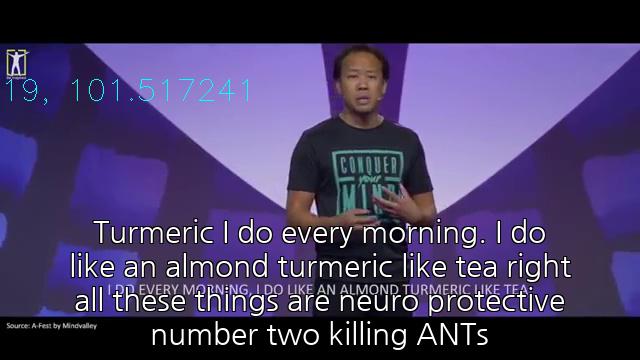 19, 101.517241
CONQUER
your
MIND
Turmeric I do every morning. I do
like an almond turmeric like tea right
I DO EVERY MORNING, I DO LIKE AN ALMOND TURMERIC LIKE TEA
all these things are neuro protective
number two killing ANTs
Source: A-Fest by Mindvalley